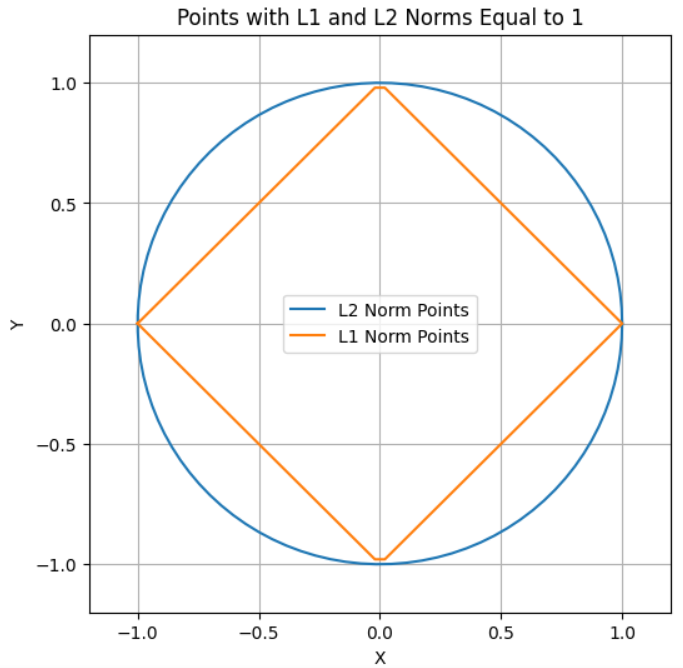 Points with L1 and L2 Norms Equal to 1
1.0
0.5
0.0
−0.5
−1.0
Y
L2 Norm Points
L1 Norm Points
−1.0 −0.5 0.0 0.5 1.0
X